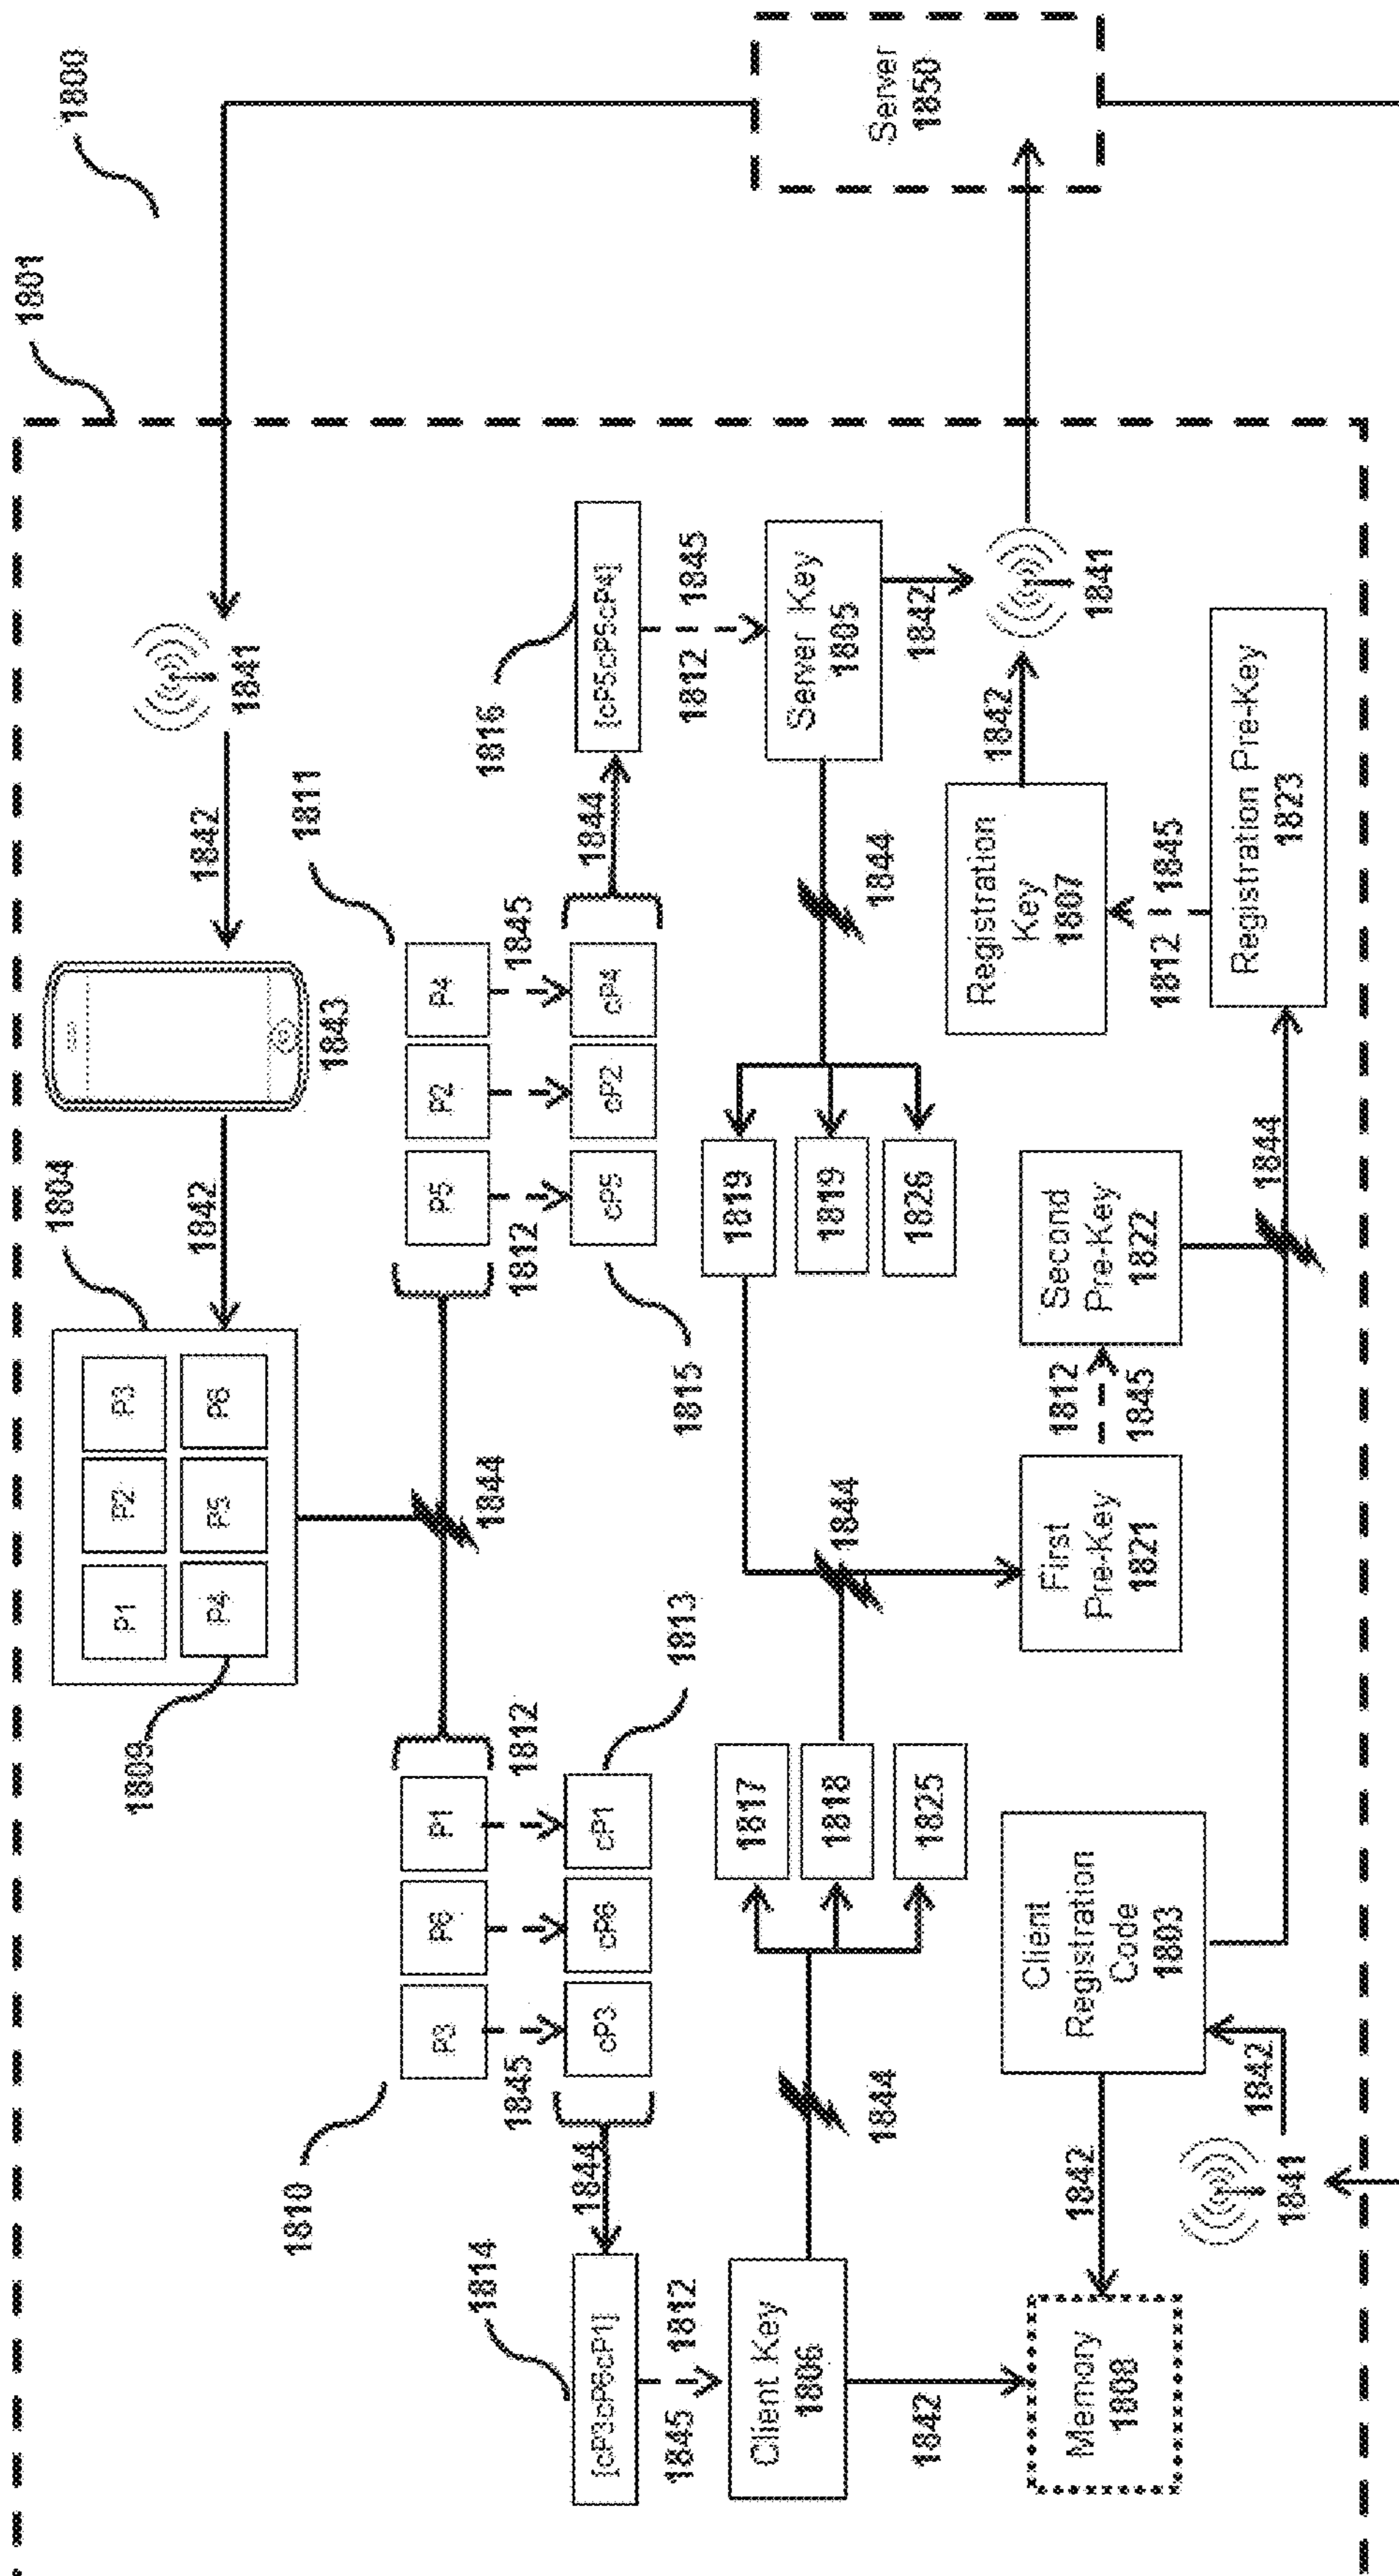 1800
1801
1804
P1
P2
P3
P4
P5
P6
1809
1842
1843
1842
1841
1844
1810
P3
P6
P1
1812
1845
cP3
cP6
cP1
1813
1811
P5
P2
P4
1845
1812
cP5
cP2
cP4
1815
1844
1814
[cP3cP6cP1]
1845
1812
1844
1816
[cP5cP5cP4]
1812
1845
Client Key
1806
1844
1817
1818
1825
1844
1819
1819
1826
1844
Server Key
1805
1842
1842
Memory
1808
1842
Client
Registration
Code
1803
First
Pre-Key
1821
1812
1845
Second
Pre-Key
1822
Registration
Key
1807
1842
1841
1812
1845
1841
1842
1844
Registration Pre-Key
1823
Server
1850